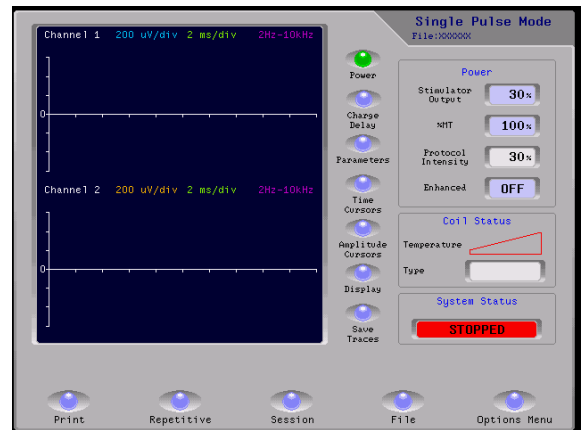 Single Pulse Mode
File:XXXXXX
Channel 1 200 uV/div 2 ms/div 2Hz-10kHz
0
Channel 2 200 uV/div 2 ms/div 2Hz-10kHz
0
Power
Charge
Delay
Parameters
Time
Cursors
Amplitude
Cursors
Display
Save
Traces
Power
Stimulator
Output
30%
%MT
100%
Protocol
Intensity
30%
Enhanced
OFF
Coil Status
Temperature
Type
System Status
STOPPED
Print
Repetitive
Session
File
Options Menu